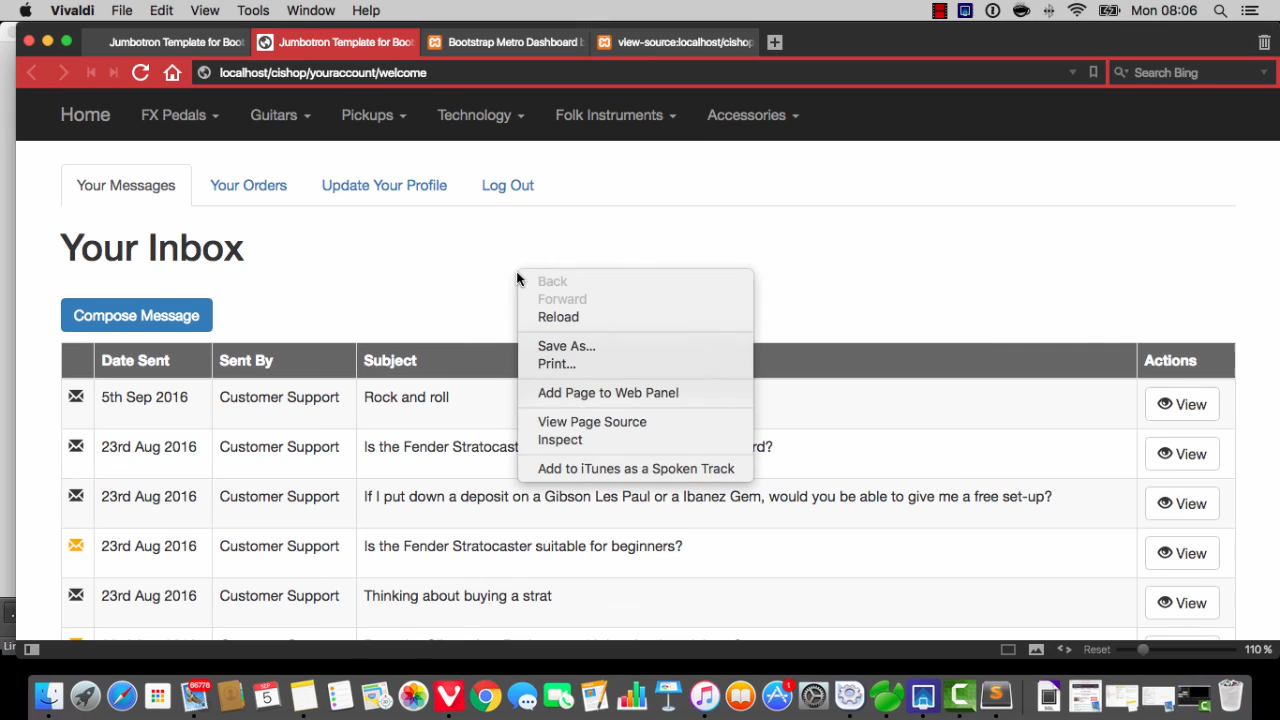 Vivaldi File Edit View Tools Window Help Mon 08:06
Jumbotron Template for Boot Jumbotron Template for Boot Bootstrap Metro Dashboard b view-source:localhost/cishop
localhost/cishop/youraccount/welcome Search Bing
Home FX Pedals Guitars Pickups Technology Folk Instruments Accessories
Your Messages Your Orders Update Your Profile Log Out
Your Inbox
Back
Forward
Reload
Save As...
Print...
Add Page to Web Panel
View Page Source
Inspect
Add to iTunes as a Spoken Track
Compose Message
Date Sent Sent By Subject Actions
5th Sep 2016 Customer Support Rock and roll View
23rd Aug 2016 Customer Support Is the Fender Stratocaster d? View
23rd Aug 2016 Customer Support If I put down a deposit on a Gibson Les Paul or a Ibanez Gem, would you be able to give me a free set-up? View
23rd Aug 2016 Customer Support Is the Fender Stratocaster suitable for beginners? View
23rd Aug 2016 Customer Support Thinking about buying a strat View
Lin Reset 110 %
66778 SEP 5 1